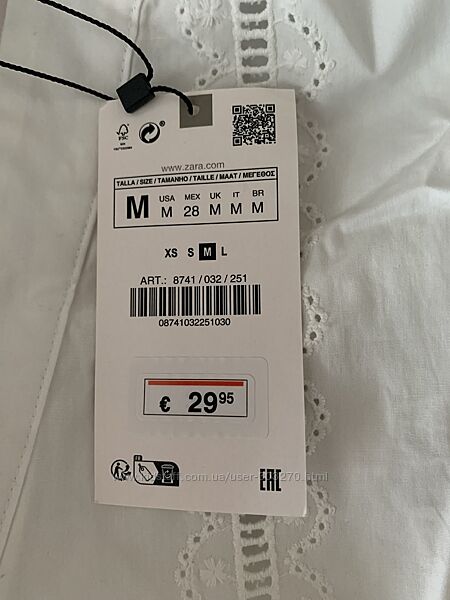 FSC
www.zara.com
TALLA / SIZE / TAMANHO / TAILLE / MAAT / ΜΕΓΕΘΟΣ
M
USA MEX UK IT BR
M 28 M M M
XS S M L
ART.: 8741 / 032 / 251
08741032251030
€ 29 95
EAC